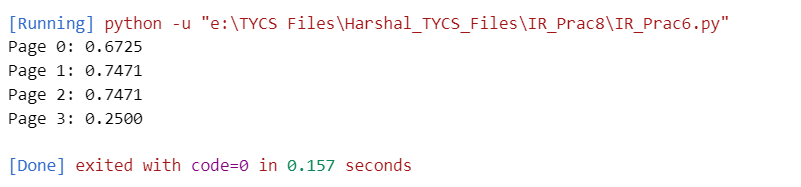 [Running] python -u "e:\TYCS Files\Harshal_TYCS_Files\IR_Prac8\IR_Prac6.py"
Page 0: 0.6725
Page 1: 0.7471
Page 2: 0.7471
Page 3: 0.2500
[Done] exited with code=0 in 0.157 seconds